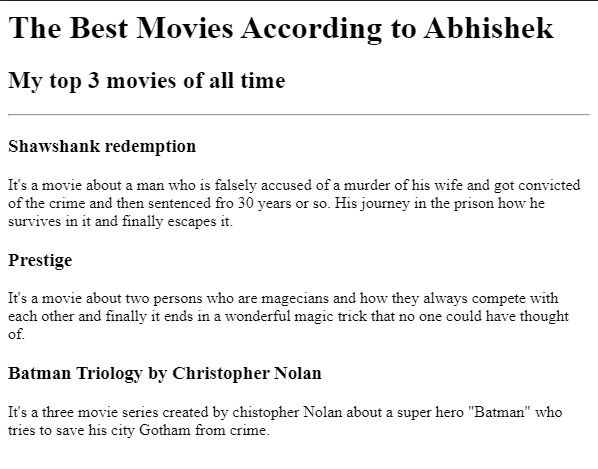 The Best Movies According to Abhishek
My top 3 movies of all time
Shawshank redemption
It's a movie about a man who is falsely accused of a murder of his wife and got convicted
of the crime and then sentenced fro 30 years or so. His journey in the prison how he
survives in it and finally escapes it.
Prestige
It's a movie about two persons who are magecians and how they always compete with
each other and finally it ends in a wonderful magic trick that no one could have thought
of.
Batman Triology by Christopher Nolan
It's a three movie series created by chistopher Nolan about a super hero "Batman" who
tries to save his city Gotham from crime.